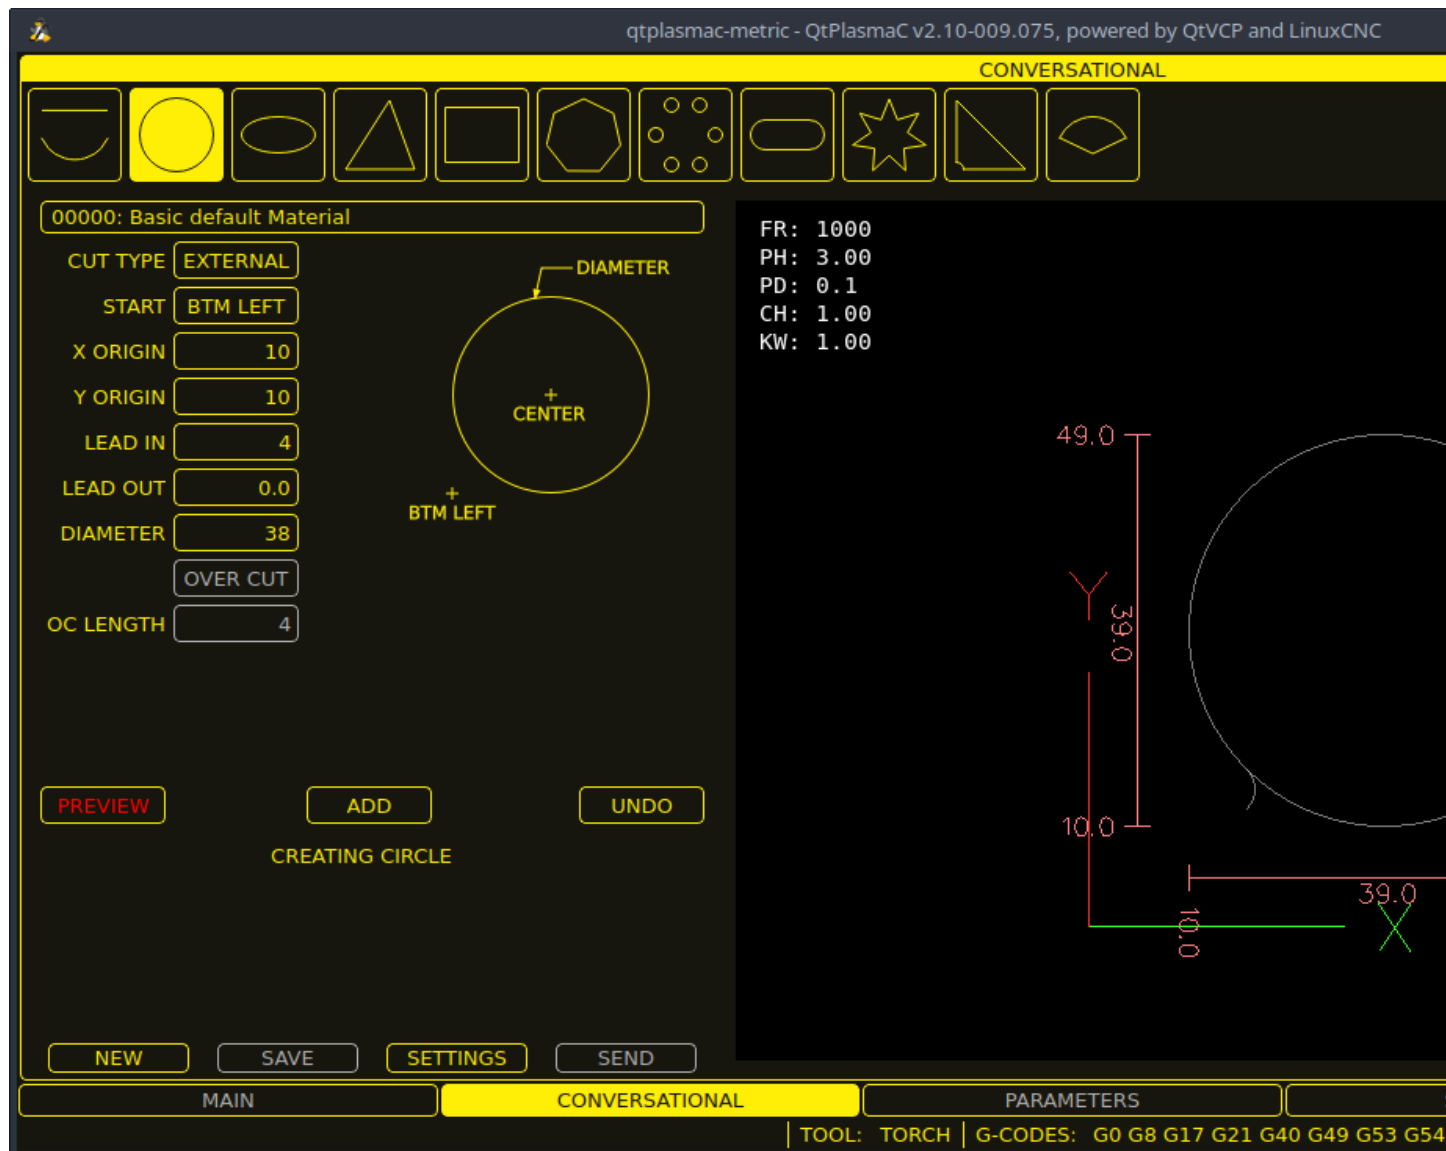 qtplasmac-metric - QtPlasmaC v2.10-009.075, powered by QtVCP and LinuxCNC
CONVERSATIONAL
00000: Basic default Material
CUT TYPE EXTERNAL
START BTM LEFT
X ORIGIN 10
Y ORIGIN 10
LEAD IN 4
LEAD OUT 0.0
DIAMETER 38
OVER CUT
OC LENGTH 4
DIAMETER
CENTER
BTM LEFT
PREVIEW ADD UNDO
CREATING CIRCLE
NEW SAVE SETTINGS SEND
FR: 1000
PH: 3.00
PD: 0.1
CH: 1.00
KW: 1.00
49.0
Y
39.0
10.0
39.0
10.0
X
MAIN CONVERSATIONAL PARAMETERS
TOOL: TORCH G-CODES: G0 G8 G17 G21 G40 G49 G53 G54